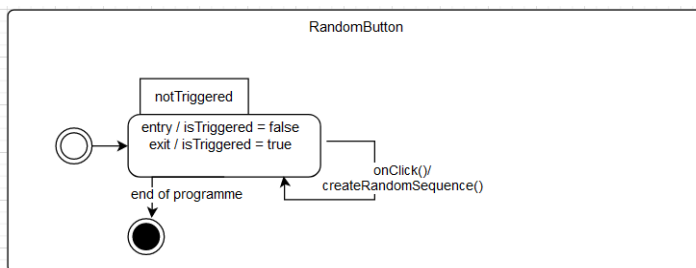 RandomButton
notTriggered
entry / isTriggered = false
exit / isTriggered = true
onClick()/
createRandomSequence()
end of programme